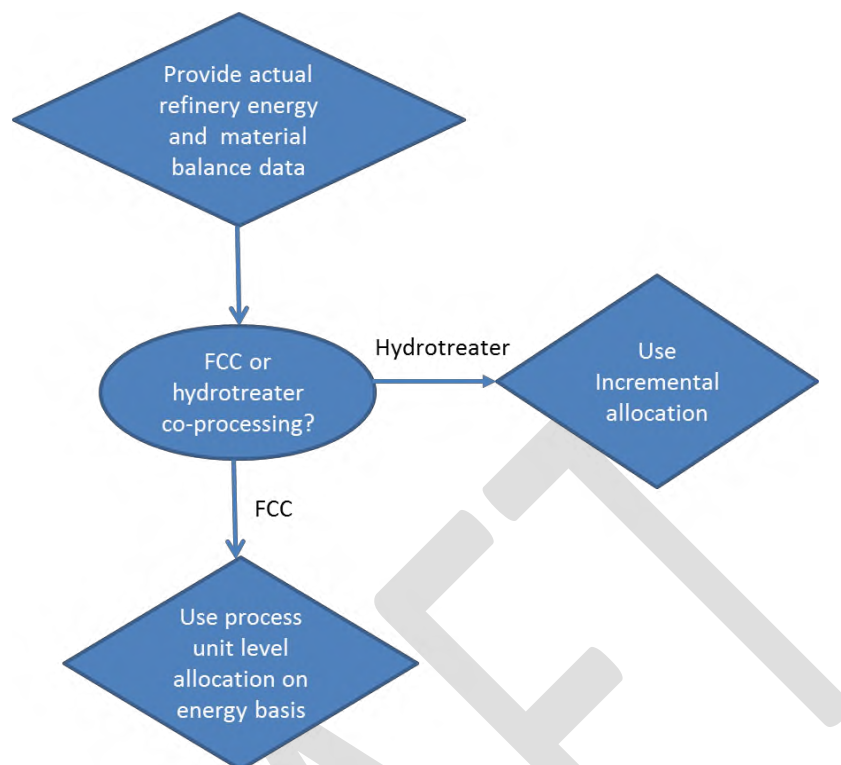 Provide actual
refinery energy
and material
balance data
FCC or
hydrotreater
co-processing?
Hydrotreater
Use
Incremental
allocation
FCC
Use process
unit level
allocation on
energy basis